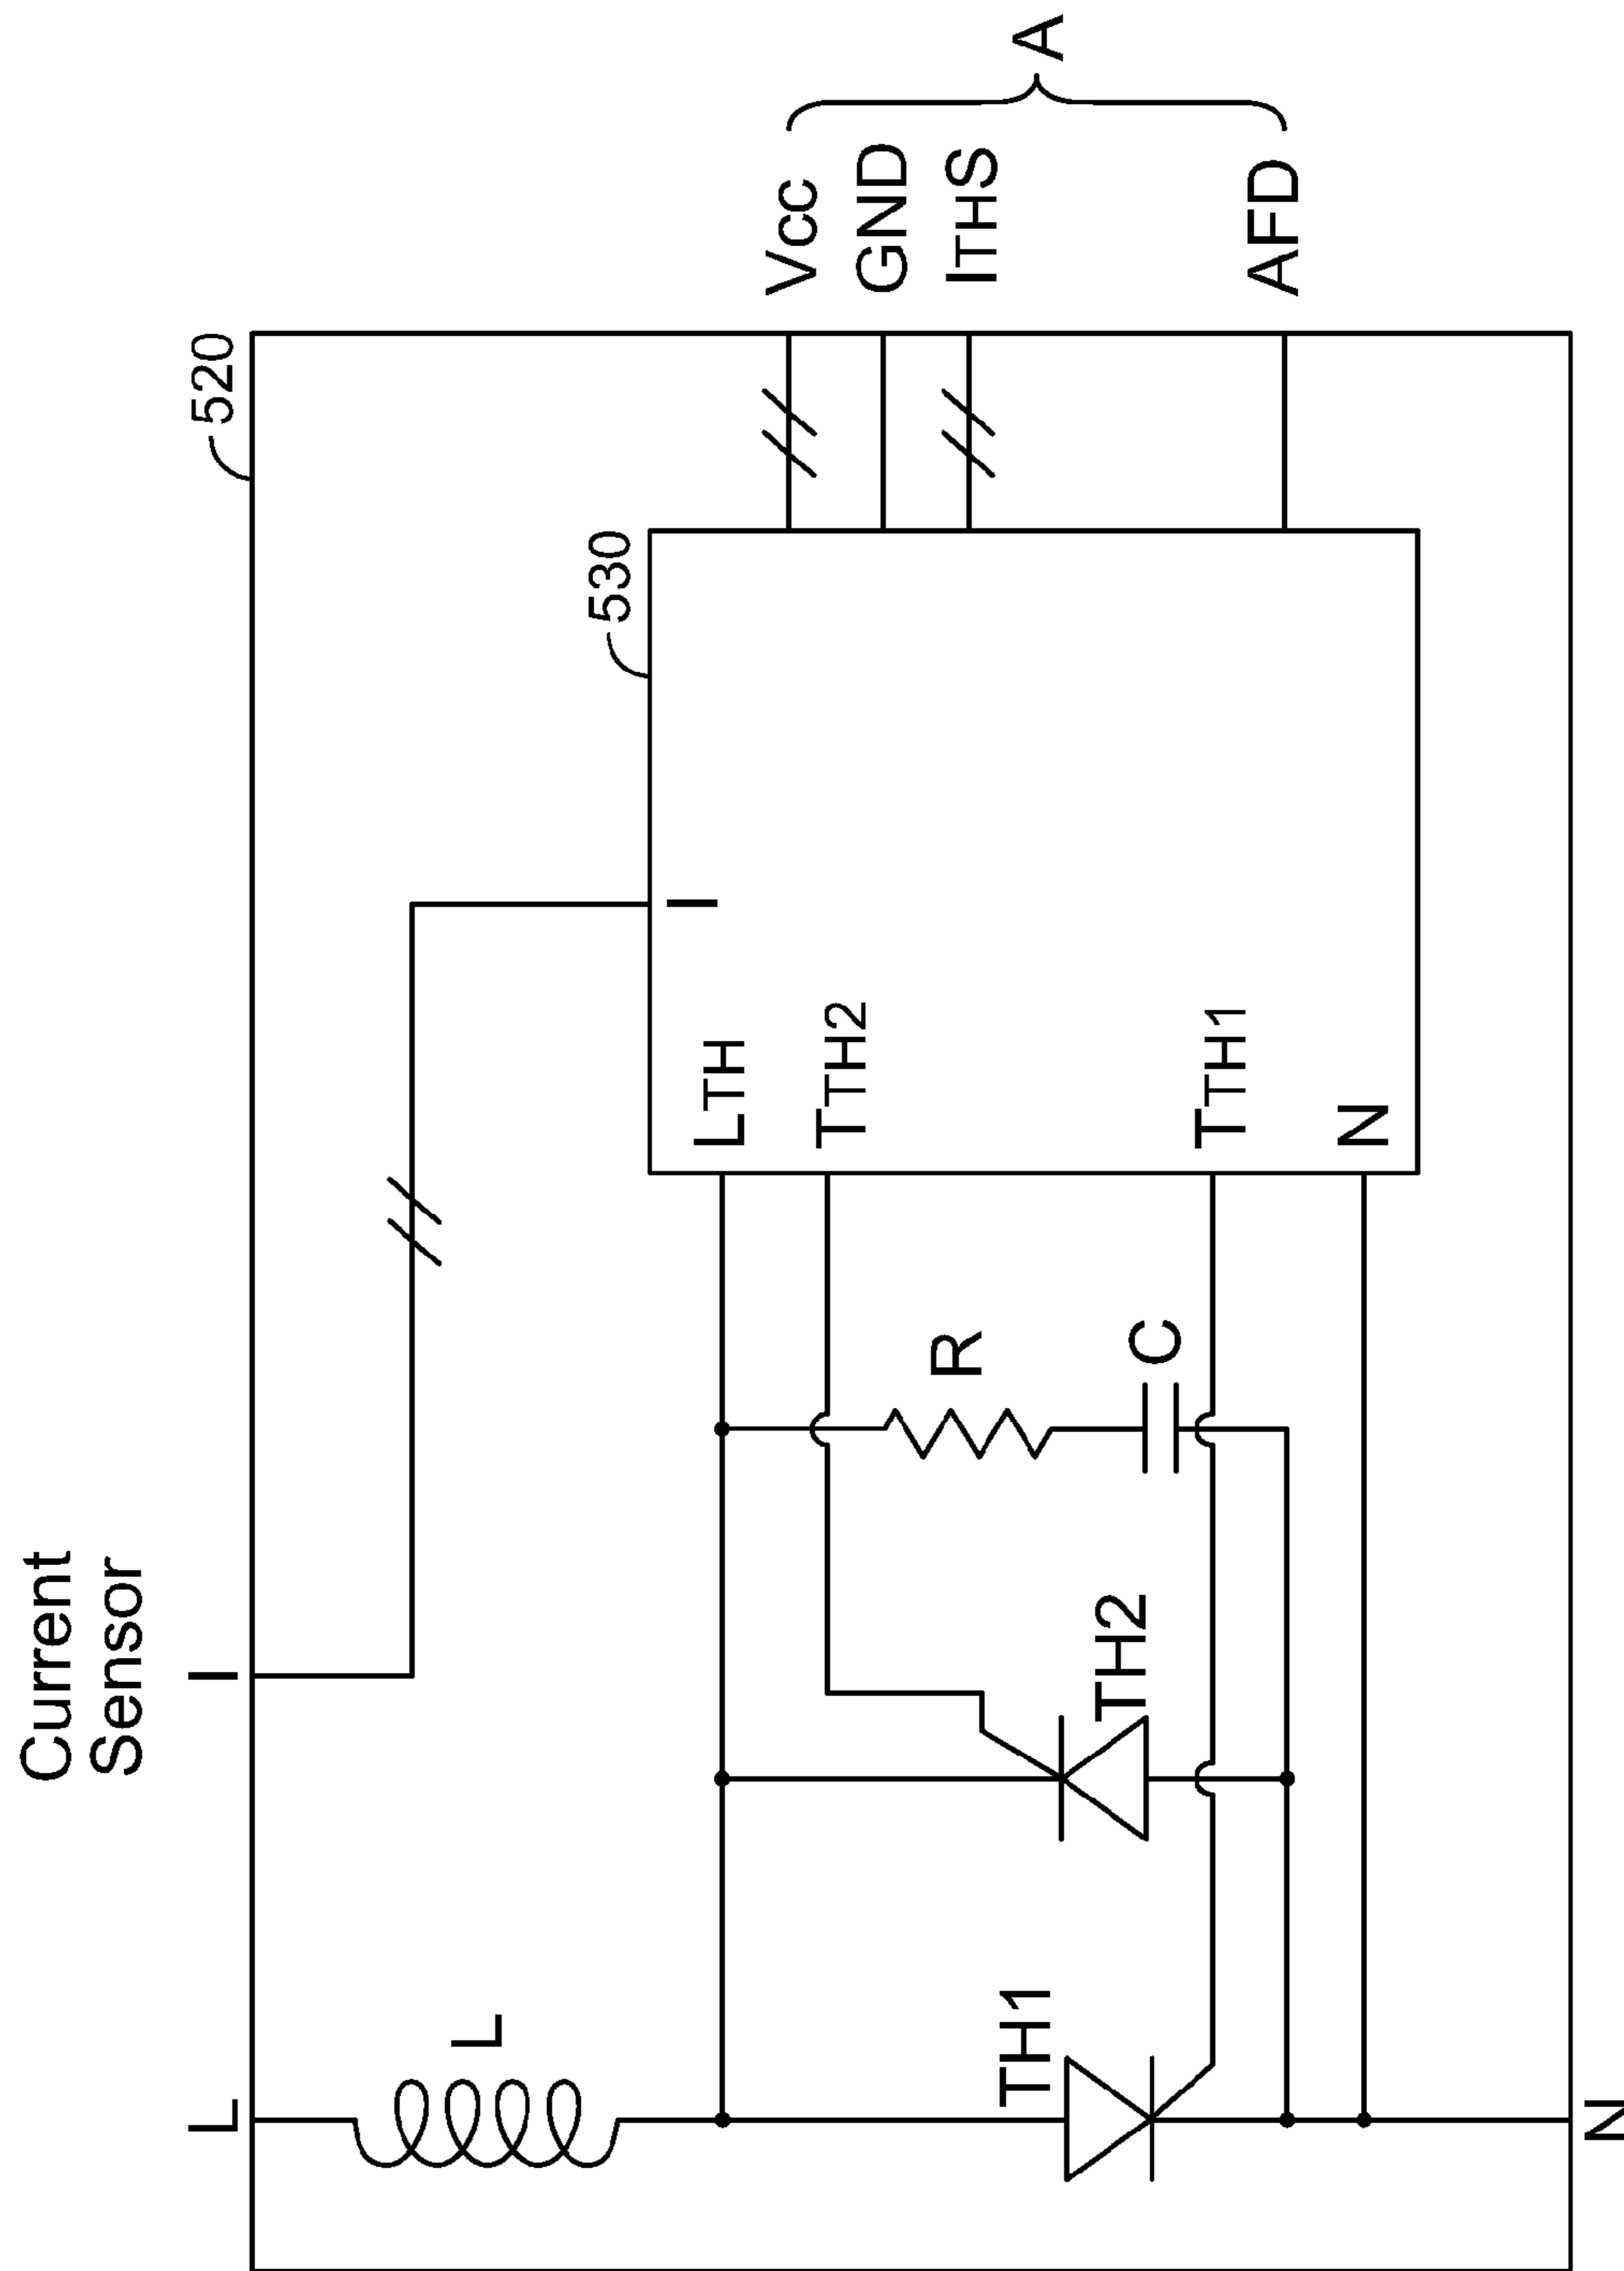 Current
Sensor
L
I
520
L
530
I
LTH
TTH2
TTH1
N
R
C
TH2
TH1
N
Vcc
GND
ITHS
AFD
A